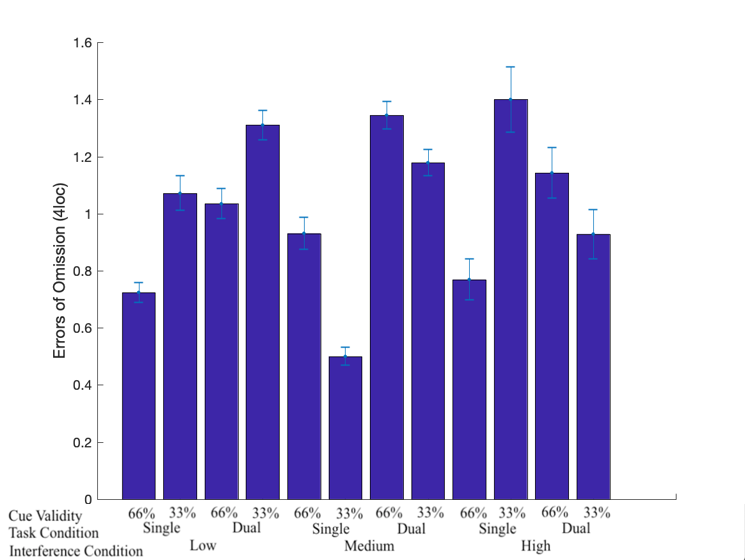 1.6
1.4
1.2
1
0.8
0.6
0.4
0.2
0
Errors of Omission (4loc)
Cue Validity 66% 33% 66% 33% 66% 33% 66% 33% 66% 33% 66% 33%
Task Condition Single Dual Single Dual Single Dual
Interference Condition Low Medium High